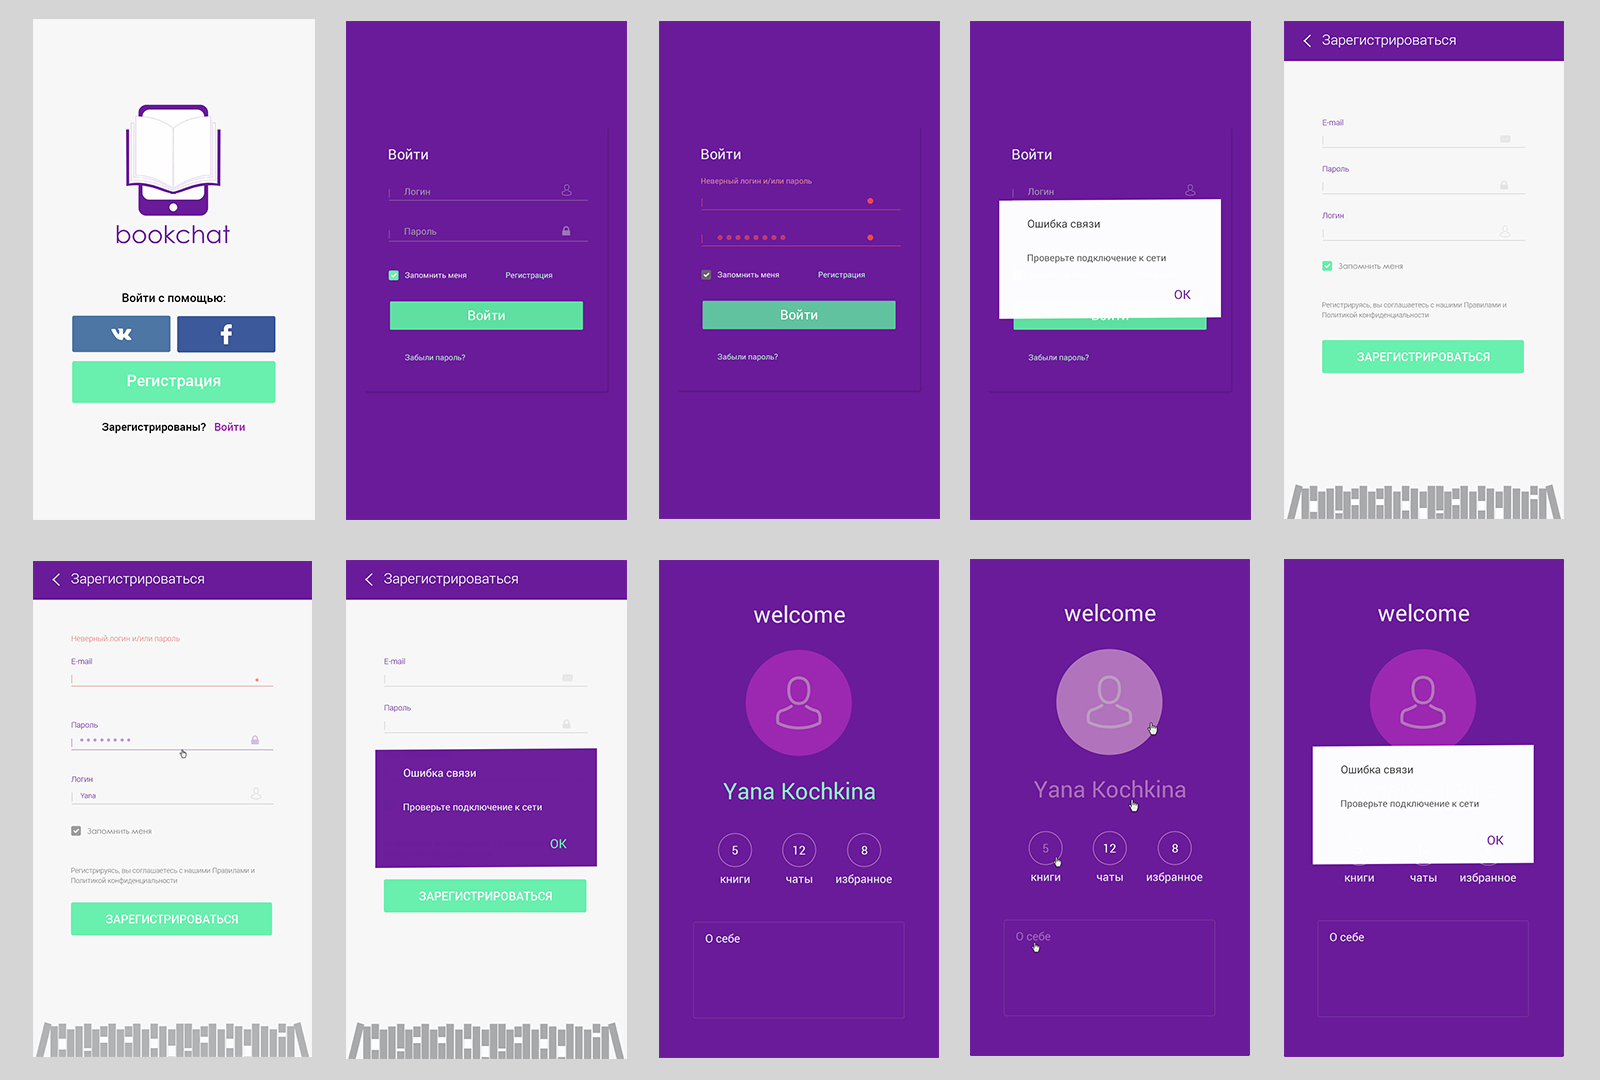 bookchat
Войти с помощью:
Регистрация
Зарегистрированы? Войти
Войти
Логин
Пароль
Запомнить меня Регистрация
Войти
Забыли пароль?
Войти
Неверный логин и/или пароль
Запомнить меня Регистрация
Войти
Забыли пароль?
Войти
Логин
Ошибка связи
Проверьте подключение к сети
OK
Войти
Забыли пароль?
Зарегистрироваться
E-mail
Пароль
Логин
Запомнить меня
Регистрируясь, вы соглашаетесь с нашими Правилами и
Политикой конфиденциальности
ЗАРЕГИСТРИРОВАТЬСЯ
Зарегистрироваться
Неверный логин и/или пароль
E-mail
Пароль
Логин
Yana
Запомнить меня
Регистрируясь, вы соглашаетесь с нашими Правилами и
Политикой конфиденциальности
ЗАРЕГИСТРИРОВАТЬСЯ
Зарегистрироваться
E-mail
Пароль
Ошибка связи
Проверьте подключение к сети
OK
ЗАРЕГИСТРИРОВАТЬСЯ
welcome
Yana Kochkina
5 12 8
книги чаты избранное
О себе
welcome
Yana Kochkina
5 12 8
книги чаты избранное
О себе
welcome
Ошибка связи
Проверьте подключение к сети
OK
книги чаты избранное
О себе